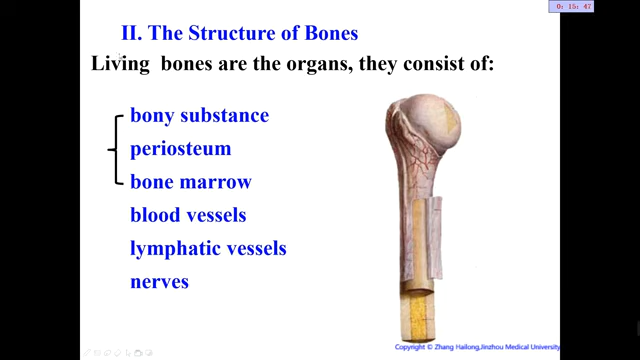 0: 15: 47
II. The Structure of Bones
Living bones are the organs, they consist of:
bony substance
periosteum
bone marrow
blood vessels
lymphatic vessels
nerves
Copyright © Zhang Hailong,Jinzhou Medical University